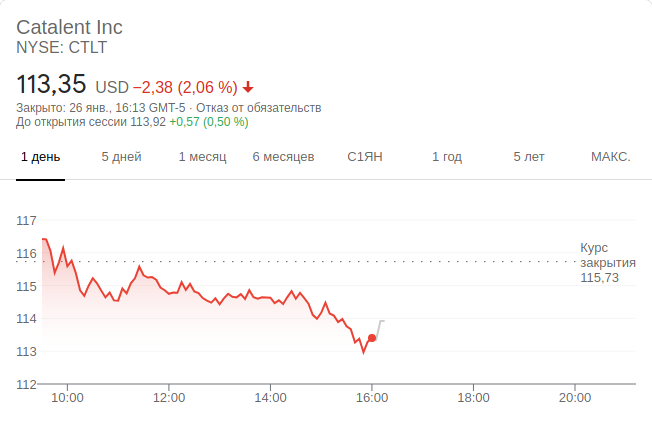 Catalent Inc
NYSE: CTLT
113,35 USD −2,38 (2,06 %)
Закрыто: 26 янв., 16:13 GMT-5 · Отказ от обязательств
До открытия сессии 113,92 +0,57 (0,50 %)
1 день 5 дней 1 месяц 6 месяцев С1ЯН 1 год 5 лет МАКС.
117
116
115
114
113
112
Курс
закрытия
115,73
10:00 12:00 14:00 16:00 18:00 20:00